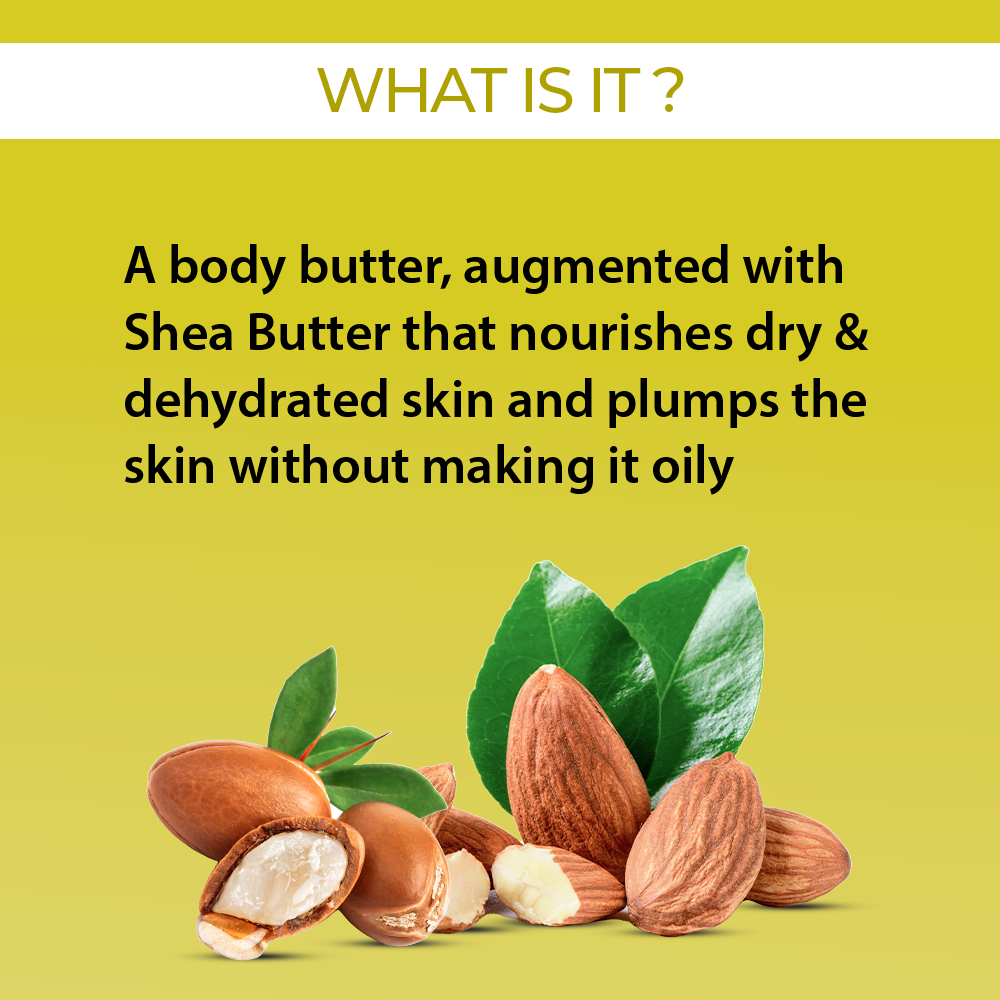 WHAT IS IT ?
A body butter, augmented with
Shea Butter that nourishes dry &
dehydrated skin and plumps the
skin without making it oily